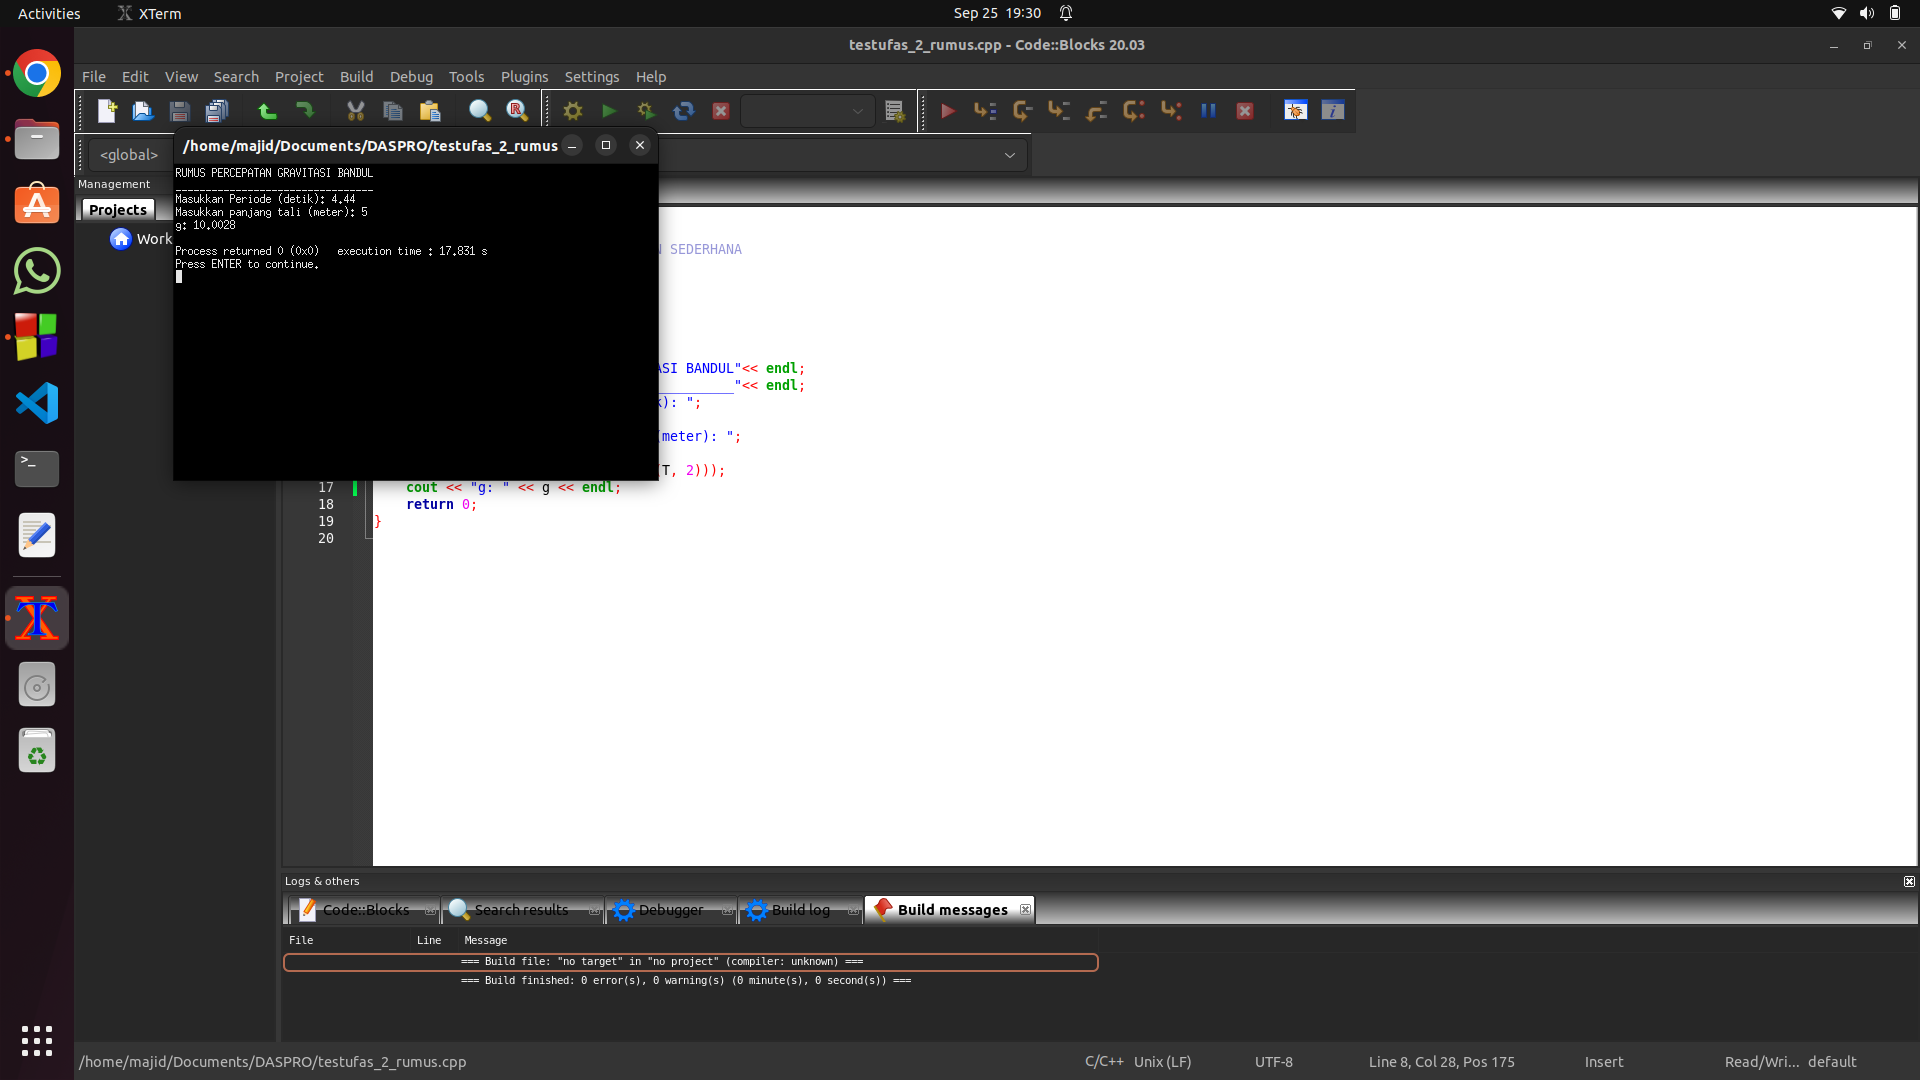 Activities
XTerm
Sep 25 19:30
testufas_2_rumus.cpp - Code::Blocks 20.03
File Edit View Search Project Build Debug Tools Plugins Settings Help
<global>
/home/majid/Documents/DASPRO/testufas_2_rumus
RUMUS PERCEPATAN GRAVITASI BANDUL
_________________________________
Masukkan Periode (detik): 4.44
Masukkan panjang tali (meter): 5
g: 10.0028
Process returned 0 (0x0)   execution time : 17.831 s
Press ENTER to continue.
Management
Projects
Work
SEDERHANA
ASI BANDUL"<< endl;
"<< endl;
): ";
(meter): ";
T, 2)));
17 cout << "g: " << g << endl;
18 return 0;
19 }
20
Logs & others
Code::Blocks
Search results
Debugger
Build log
Build messages
File Line Message
=== Build file: "no target" in "no project" (compiler: unknown) ===
=== Build finished: 0 error(s), 0 warning(s) (0 minute(s), 0 second(s)) ===
/home/majid/Documents/DASPRO/testufas_2_rumus.cpp
C/C++
Unix (LF)
UTF-8
Line 8, Col 28, Pos 175
Insert
Read/Wri...
default